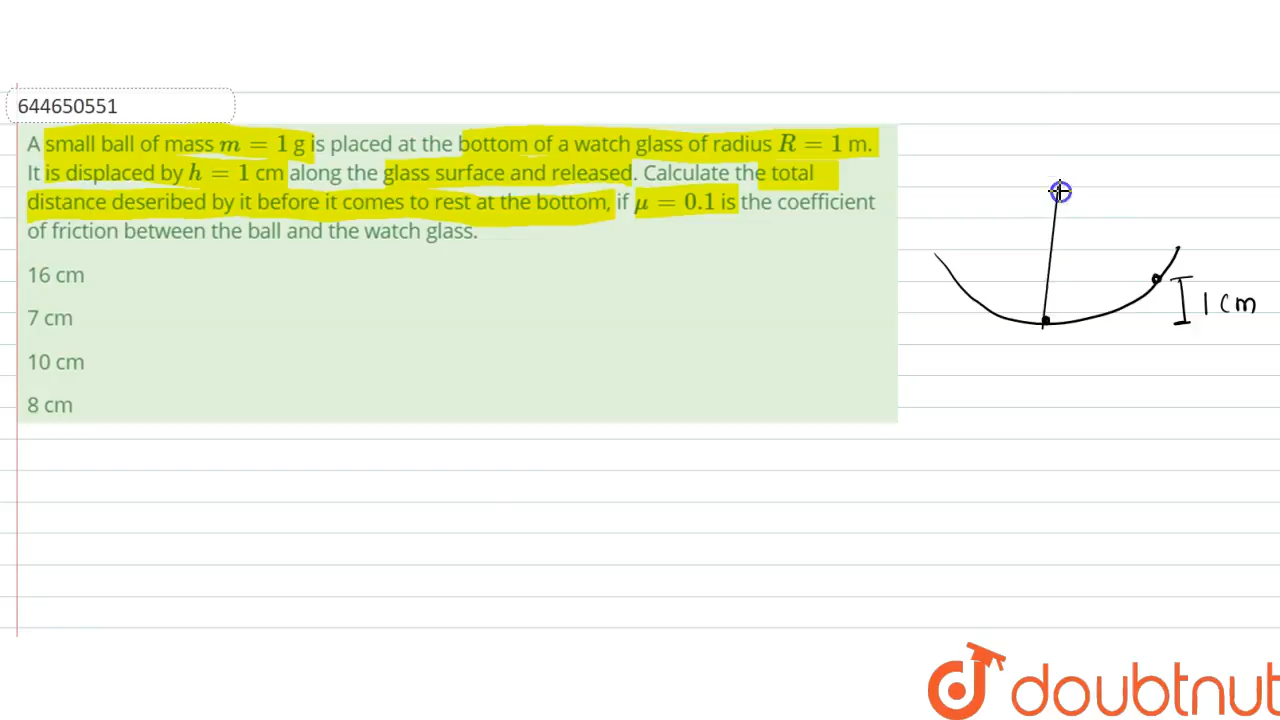 644650551
A small ball of mass m = 1 g is placed at the bottom of a watch glass of radius R = 1 m.
It is displaced by h = 1 cm along the glass surface and released. Calculate the total
distance deseribed by it before it comes to rest at the bottom, if μ = 0.1 is the coefficient
of friction between the ball and the watch glass.
16 cm
7 cm
10 cm
8 cm
1 cm
doubtnut